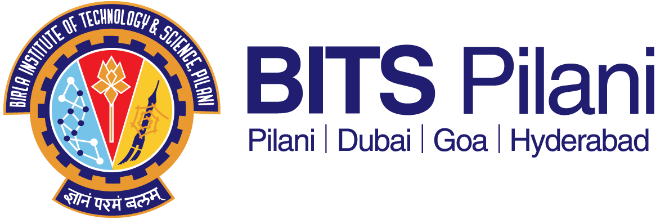 BIRLA INSTITUTE OF TECHNOLOGY & SCIENCE, PILANI
ज्ञानं परमं बलम्
BITS Pilani
Pilani | Dubai | Goa | Hyderabad